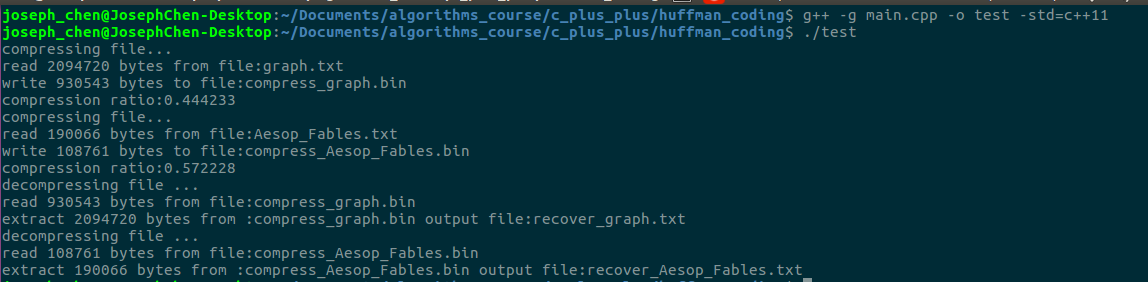 joseph_chen@JosephChen-Desktop:~/Documents/algorithms_course/c_plus_plus/huffman_coding$ g++ -g main.cpp -o test -std=c++11
joseph_chen@JosephChen-Desktop:~/Documents/algorithms_course/c_plus_plus/huffman_coding$ ./test
compressing file...
read 2094720 bytes from file:graph.txt
write 930543 bytes to file:compress_graph.bin
compression ratio:0.444233
compressing file...
read 190066 bytes from file:Aesop_Fables.txt
write 108761 bytes to file:compress_Aesop_Fables.bin
compression ratio:0.572228
decompressing file ...
read 930543 bytes from file:compress_graph.bin
extract 2094720 bytes from :compress_graph.bin output file:recover_graph.txt
decompressing file ...
read 108761 bytes from file:compress_Aesop_Fables.bin
extract 190066 bytes from :compress_Aesop_Fables.bin output file:recover_Aesop_Fables.txt